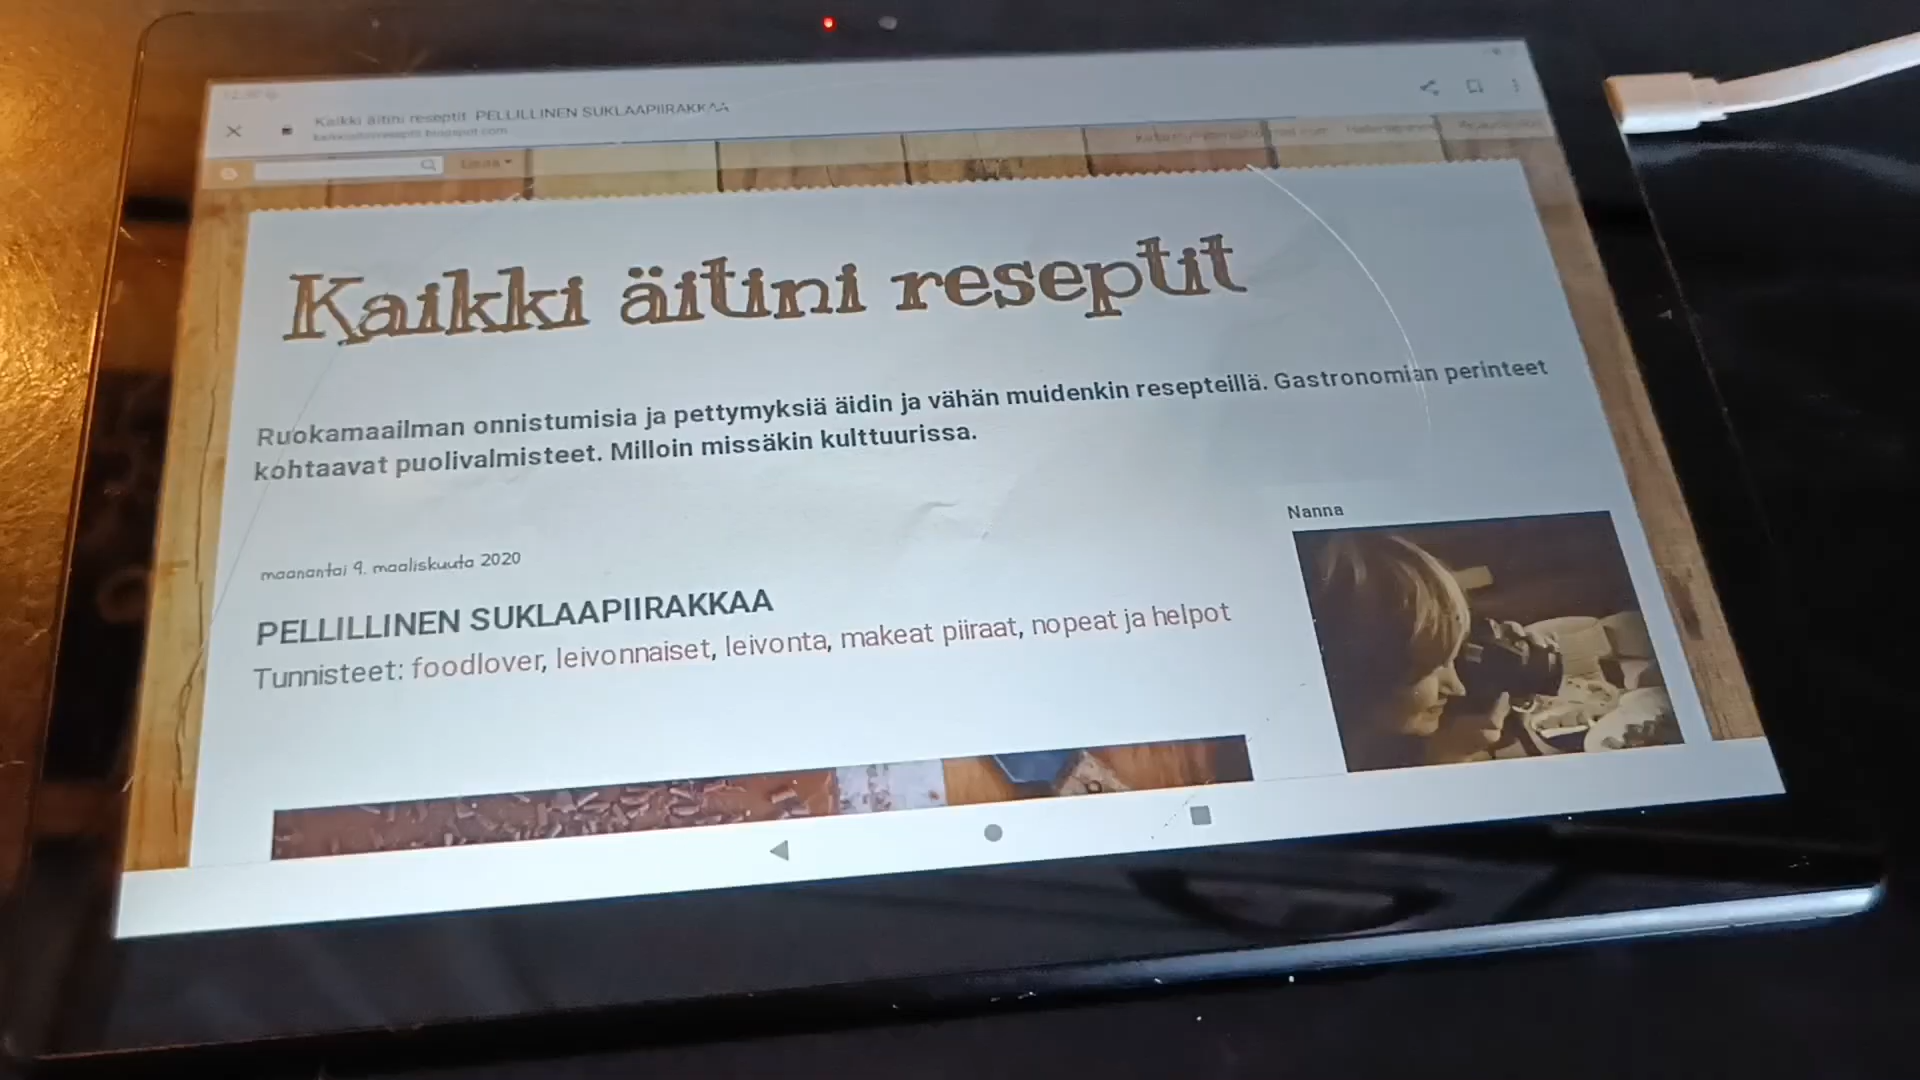 Kaikki äitini reseptit PELLILLINEN SUKLAAPIIRAKKAA
Kaikki äitini reseptit
Ruokamaailman onnistumisia ja pettymyksiä äidin ja vähän muidenkin resepteillä. Gastronomian perinteet
kohtaavat puolivalmisteet. Milloin missäkin kulttuurissa.
Nanna
maanantai 9. maaliskuuta 2020
PELLILLINEN SUKLAAPIIRAKKAA
Tunnisteet: foodlover, leivonnaiset, leivonta, makeat piiraat, nopeat ja helpot